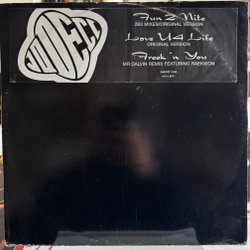 JODECI
Fun 2 Nite
2B3 MIXES/ORIGINAL VERSION
Love U 4 Life
ORIGINAL VERSION
Freek 'n You
MR DALVIN REMIX FEATURING RAEKWON